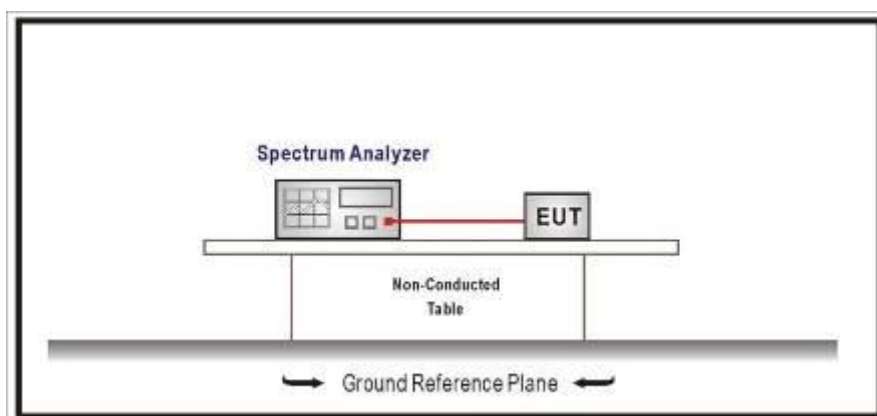 Spectrum Analyzer
EUT
Non-Conducted
Table
Ground Reference Plane